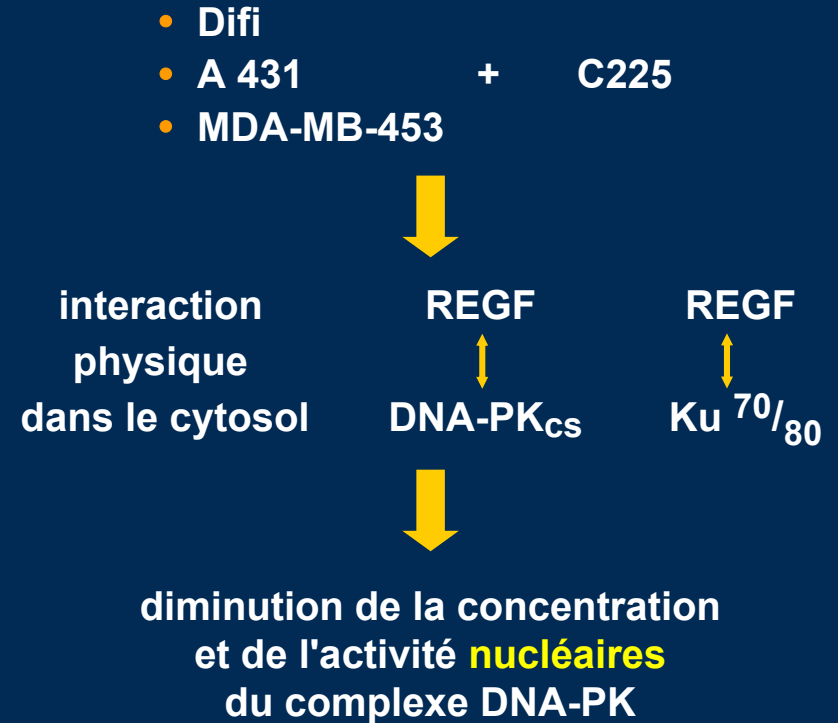 • Difi
• A 431 + C225
• MDA-MB-453
interaction REGF REGF
physique
dans le cytosol DNA-PKCS Ku 70/80
diminution de la concentration
et de l'activité nucléaires
du complexe DNA-PK